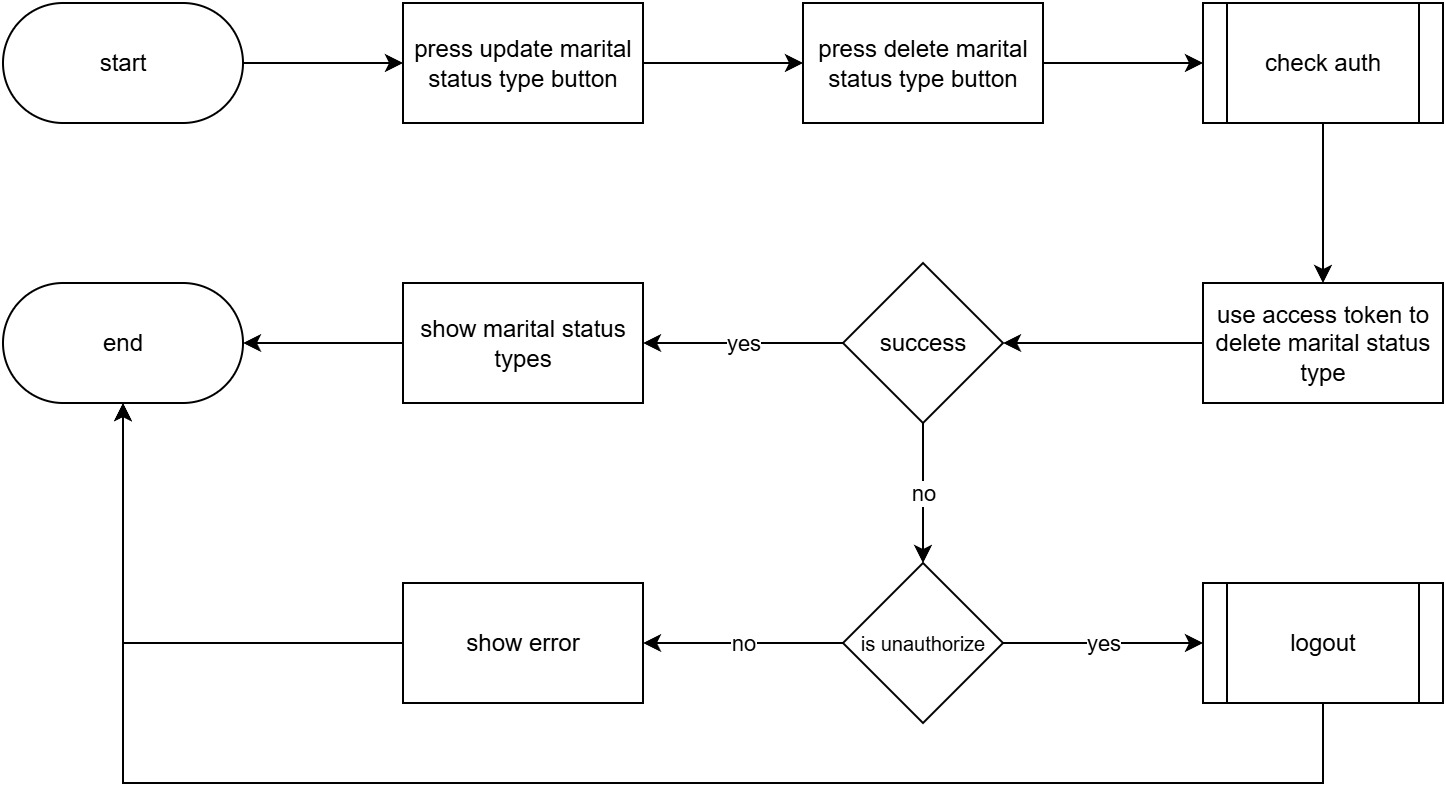 start
press update marital
status type button
press delete marital
status type button
check auth
end
show marital status
types
yes
success
use access token to
delete marital status
type
no
show error
no
is unauthorize
yes
logout